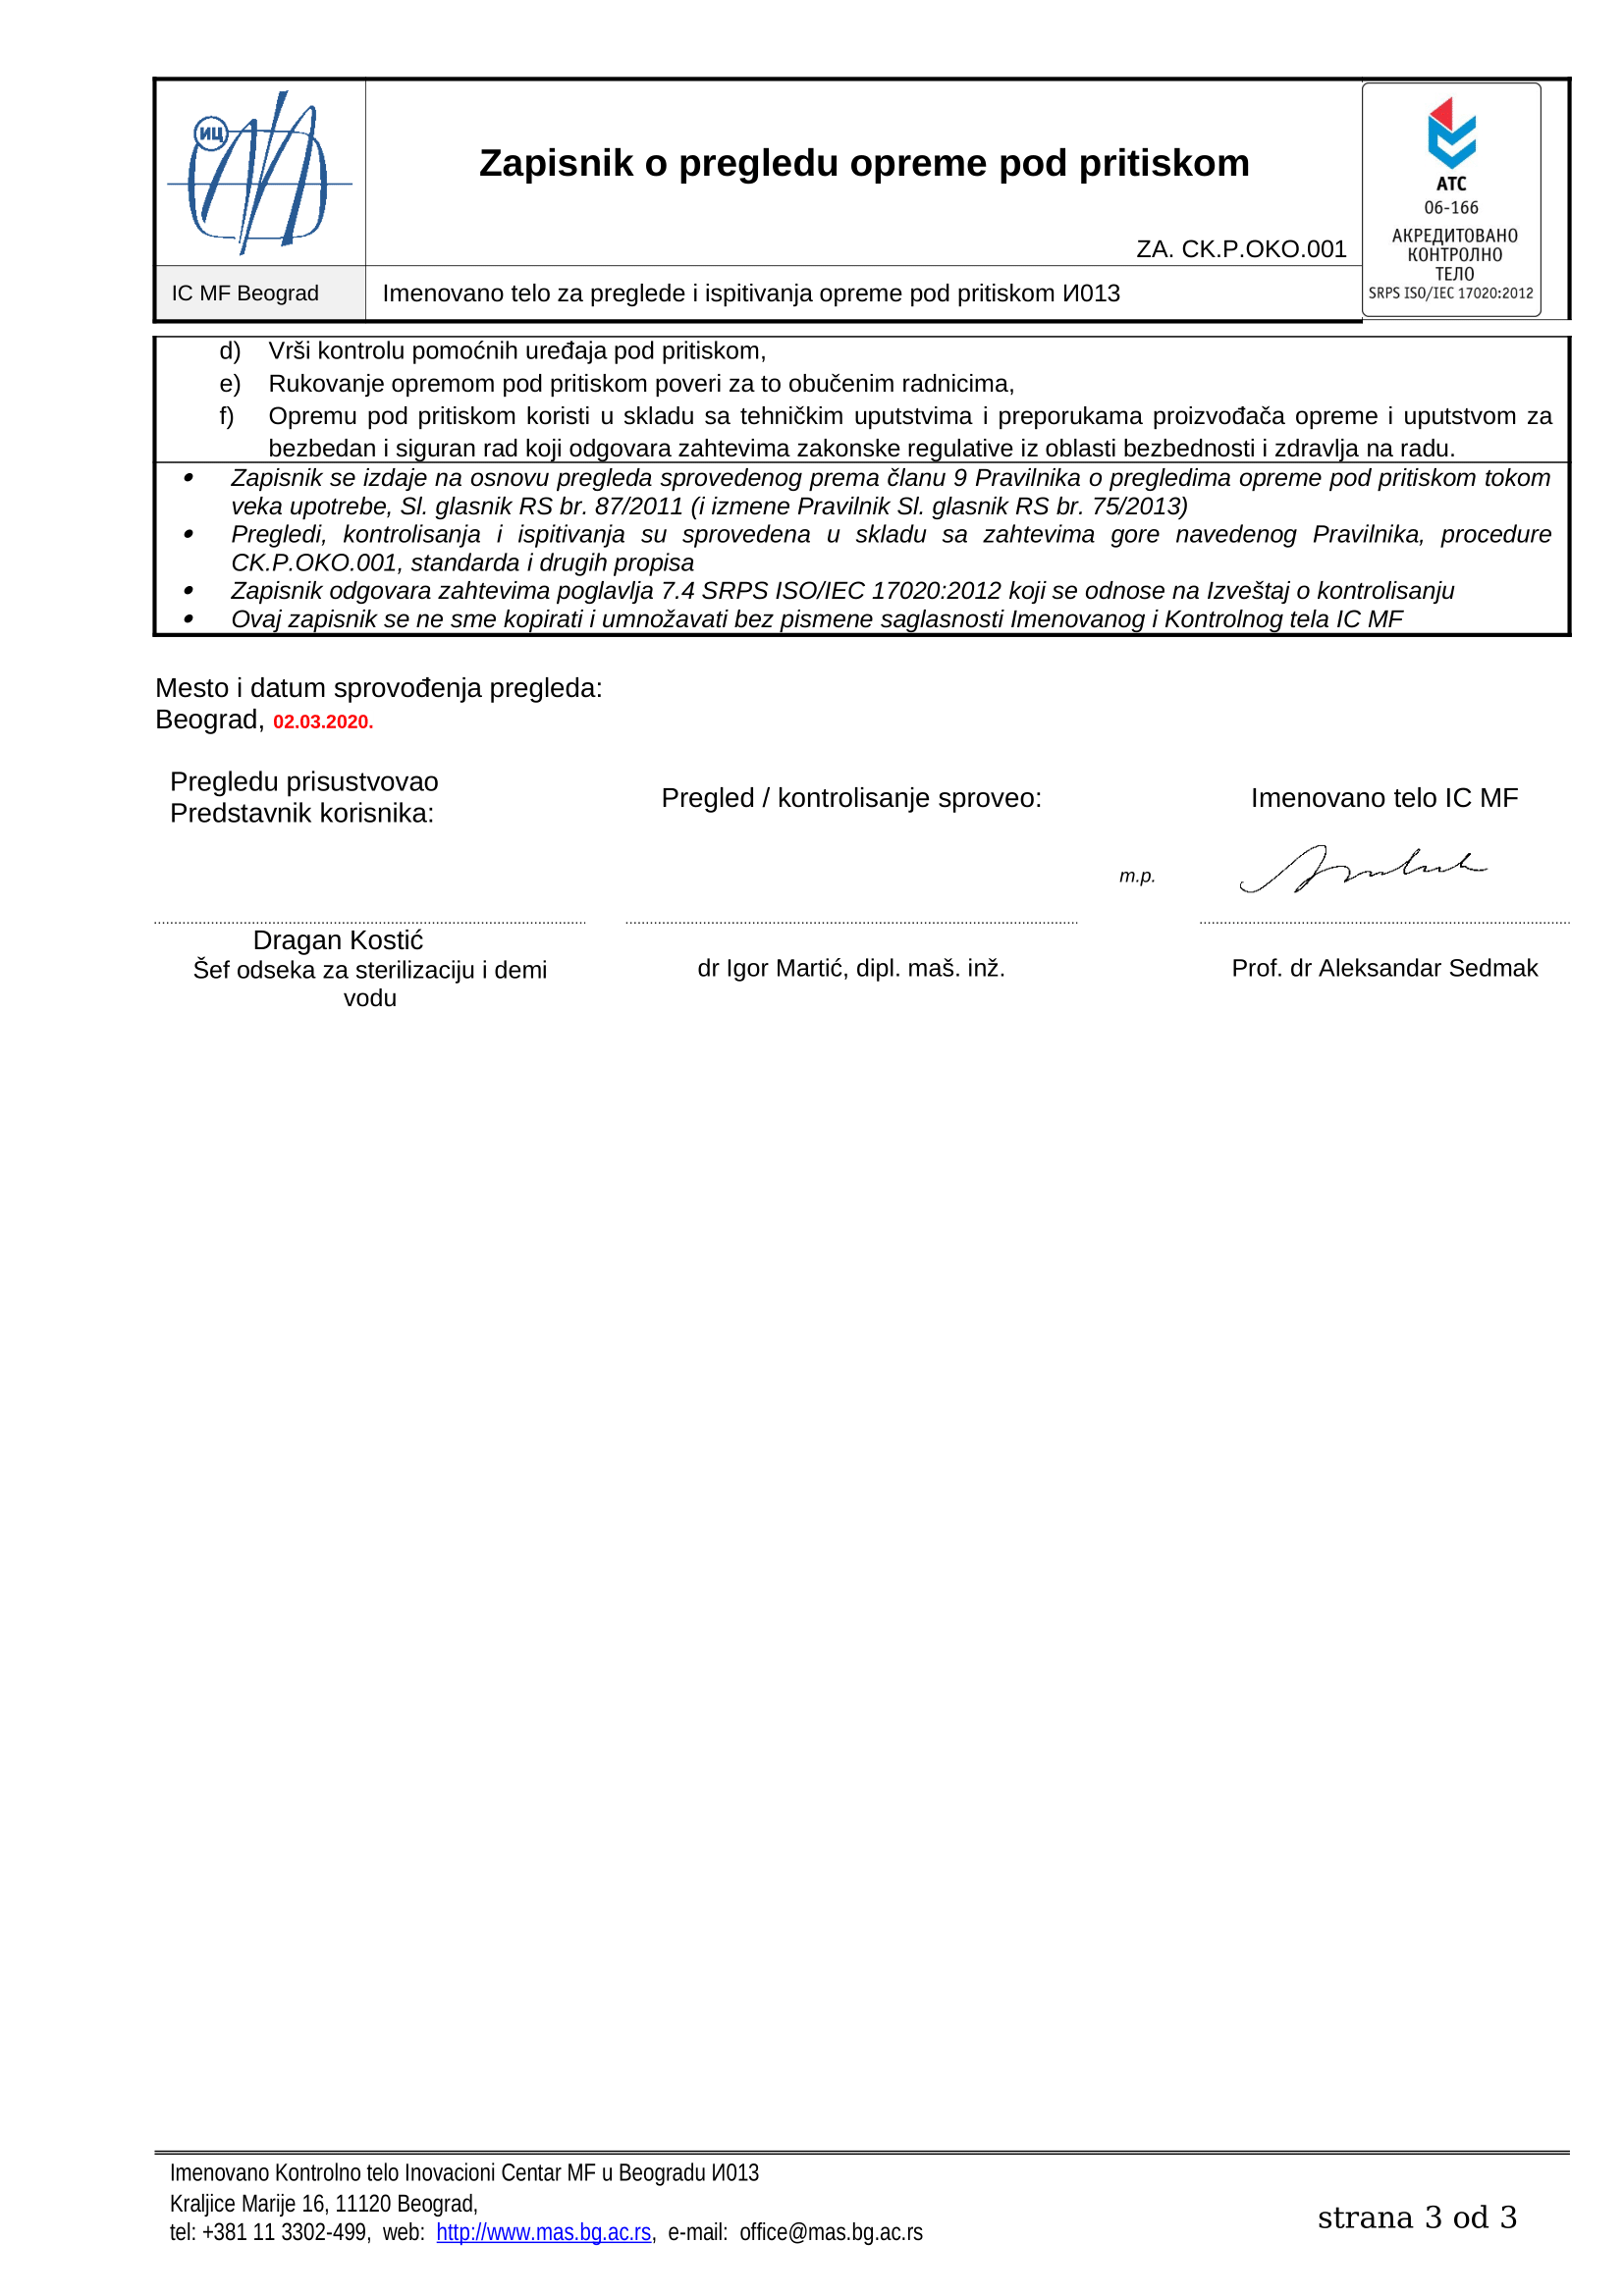 ИЦ
Zapisnik o pregledu opreme pod pritiskom
ZA. CK.P.OKO.001
IC MF Beograd
Imenovano telo za preglede i ispitivanja opreme pod pritiskom И013
АТС
06-166
АКРЕДИТОВАНО
КОНТРОЛНО
ТЕЛО
SRPS ISO/IEC 17020:2012
d) Vrši kontrolu pomoćnih uređaja pod pritiskom,
e) Rukovanje opremom pod pritiskom poveri za to obučenim radnicima,
f) Opremu pod pritiskom koristi u skladu sa tehničkim uputstvima i preporukama proizvođača opreme i uputstvom za
bezbedan i siguran rad koji odgovara zahtevima zakonske regulative iz oblasti bezbednosti i zdravlja na radu.
• Zapisnik se izdaje na osnovu pregleda sprovedenog prema članu 9 Pravilnika o pregledima opreme pod pritiskom tokom
veka upotrebe, Sl. glasnik RS br. 87/2011 (i izmene Pravilnik Sl. glasnik RS br. 75/2013)
• Pregledi, kontrolisanja i ispitivanja su sprovedena u skladu sa zahtevima gore navedenog Pravilnika, procedure
CK.P.OKO.001, standarda i drugih propisa
• Zapisnik odgovara zahtevima poglavlja 7.4 SRPS ISO/IEC 17020:2012 koji se odnose na Izveštaj o kontrolisanju
• Ovaj zapisnik se ne sme kopirati i umnožavati bez pismene saglasnosti Imenovanog i Kontrolnog tela IC MF
Mesto i datum sprovođenja pregleda:
Beograd, 02.03.2020.
Pregledu prisustvovao
Predstavnik korisnika:
Pregled / kontrolisanje sproveo:
Imenovano telo IC MF
m.p.
Dragan Kostić
Šef odseka za sterilizaciju i demi
vodu
dr Igor Martić, dipl. maš. inž.
Prof. dr Aleksandar Sedmak
Imenovano Kontrolno telo Inovacioni Centar MF u Beogradu И013
Kraljice Marije 16, 11120 Beograd,
tel: +381 11 3302-499, web: http://www.mas.bg.ac.rs, e-mail: office@mas.bg.ac.rs
strana 3 od 3